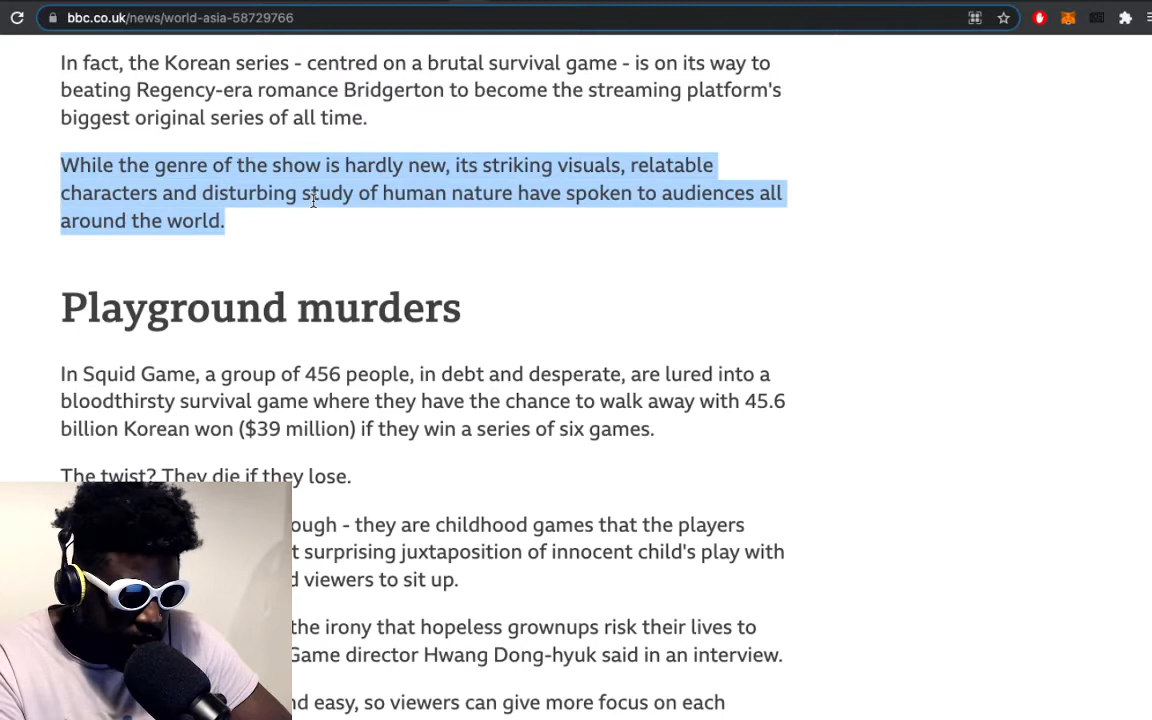 bbc.co.uk/news/world-asia-58729766
In fact, the Korean series - centred on a brutal survival game - is on its way to
beating Regency-era romance Bridgerton to become the streaming platform's
biggest original series of all time.
While the genre of the show is hardly new, its striking visuals, relatable
characters and disturbing study of human nature have spoken to audiences all
around the world.
Playground murders
In Squid Game, a group of 456 people, in debt and desperate, are lured into a
bloodthirsty survival game where they have the chance to walk away with 45.6
billion Korean won ($39 million) if they win a series of six games.
The twist? They die if they lose.
- they are childhood games that the players
surprising juxtaposition of innocent child's play with
viewers to sit up.
the irony that hopeless grownups risk their lives to
Game director Hwang Dong-hyuk said in an interview.
easy, so viewers can give more focus on each